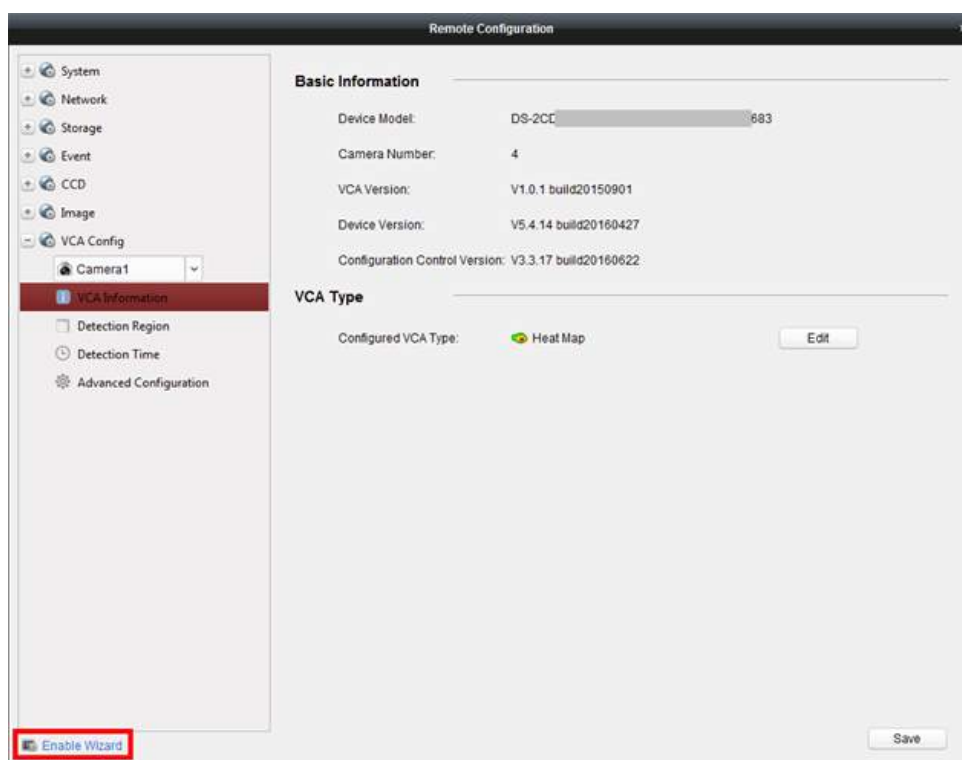 Remote Configuration
System
Network
Storage
Event
CCD
Image
VCA Config
Camera1
VCA Information
Detection Region
Detection Time
Advanced Configuration
Enable Wizard
Basic Information
Device Model: DS-2CD 683
Camera Number: 4
VCA Version: V1.0.1 build20150901
Device Version: V5.4.14 build20160427
Configuration Control Version: V3.3.17 build20160622
VCA Type
Configured VCA Type: Heat Map Edit
Save